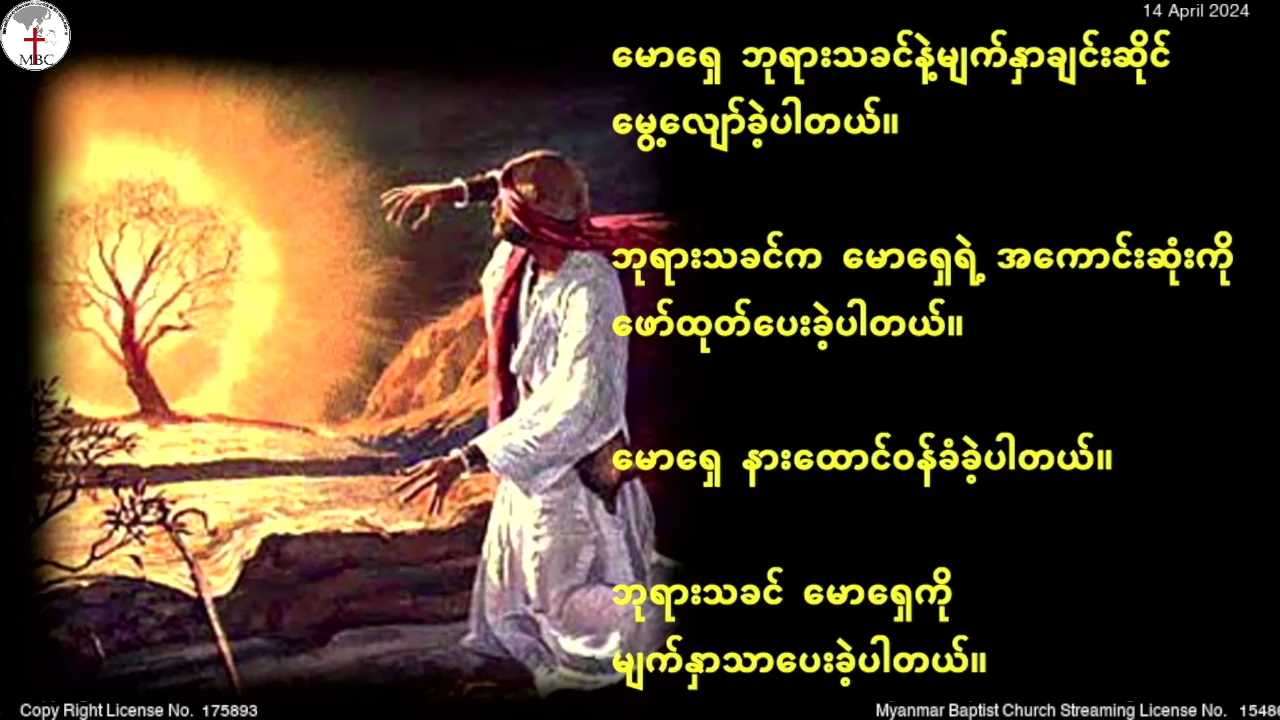 14 April 2024
MBC
မောရှေ ဘုရားသခင်နဲ့မျက်နှာချင်းဆိုင်
မွေ့လျော်ခဲ့ပါတယ်။
ဘုရားသခင်က မောရှေရဲ့ အကောင်းဆုံးကို
ဖော်ထုတ်ပေးခဲ့ပါတယ်။
မောရှေ နားထောင်ဝန်ခံခဲ့ပါတယ်။
ဘုရားသခင် မောရှေကို
မျက်နှာသာပေးခဲ့ပါတယ်။
Copy Right License No. 175893
Myanmar Baptist Church Streaming License No.